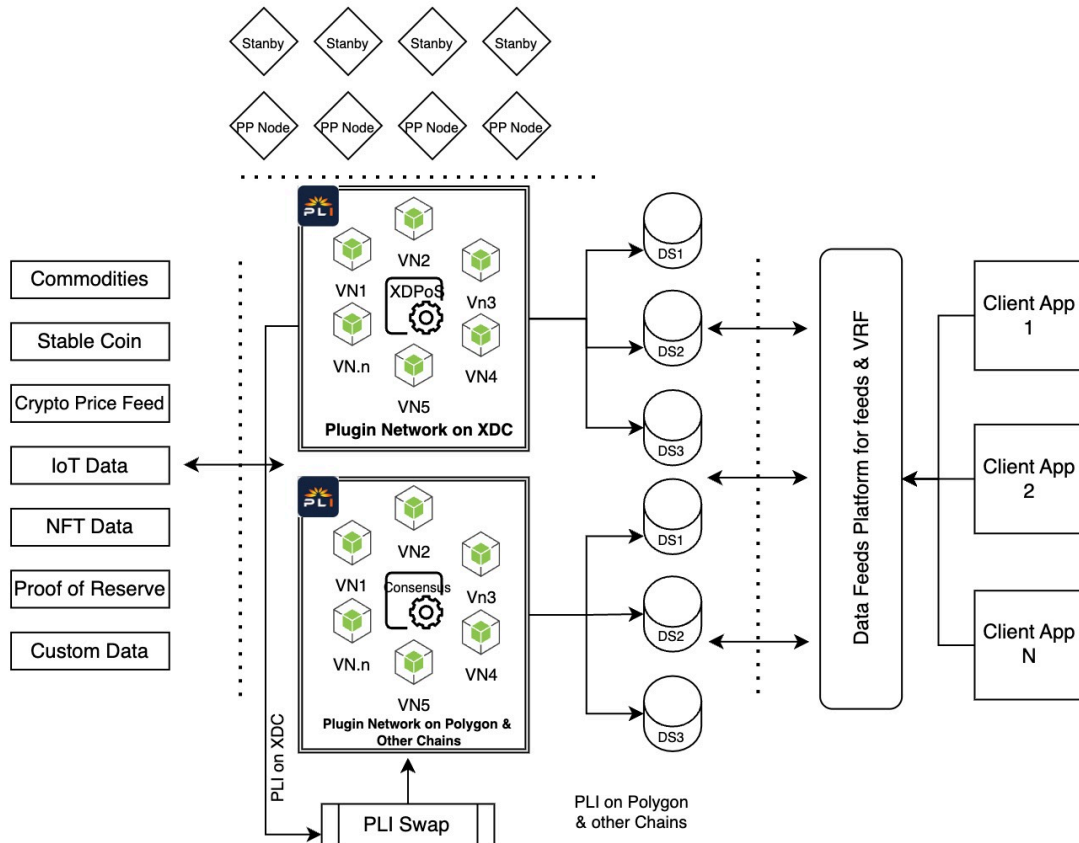 Stanby
Stanby
Stanby
Stanby
PP Node
PP Node
PP Node
PP Node
Commodities
Stable Coin
Crypto Price Feed
IoT Data
NFT Data
Proof of Reserve
Custom Data
PLI
VN2
VN1
Vn3
XDPoS
VN.n
VN4
VN5
Plugin Network on XDC
PLI
VN2
VN1
Vn3
Consensus
VN.n
VN4
VN5
Plugin Network on Polygon &
Other Chains
PLI on XDC
PLI Swap
DS1
DS2
DS3
DS1
DS2
DS3
PLI on Polygon
& other Chains
Data Feeds Platform for feeds & VRF
Client App
1
Client App
2
Client App
N